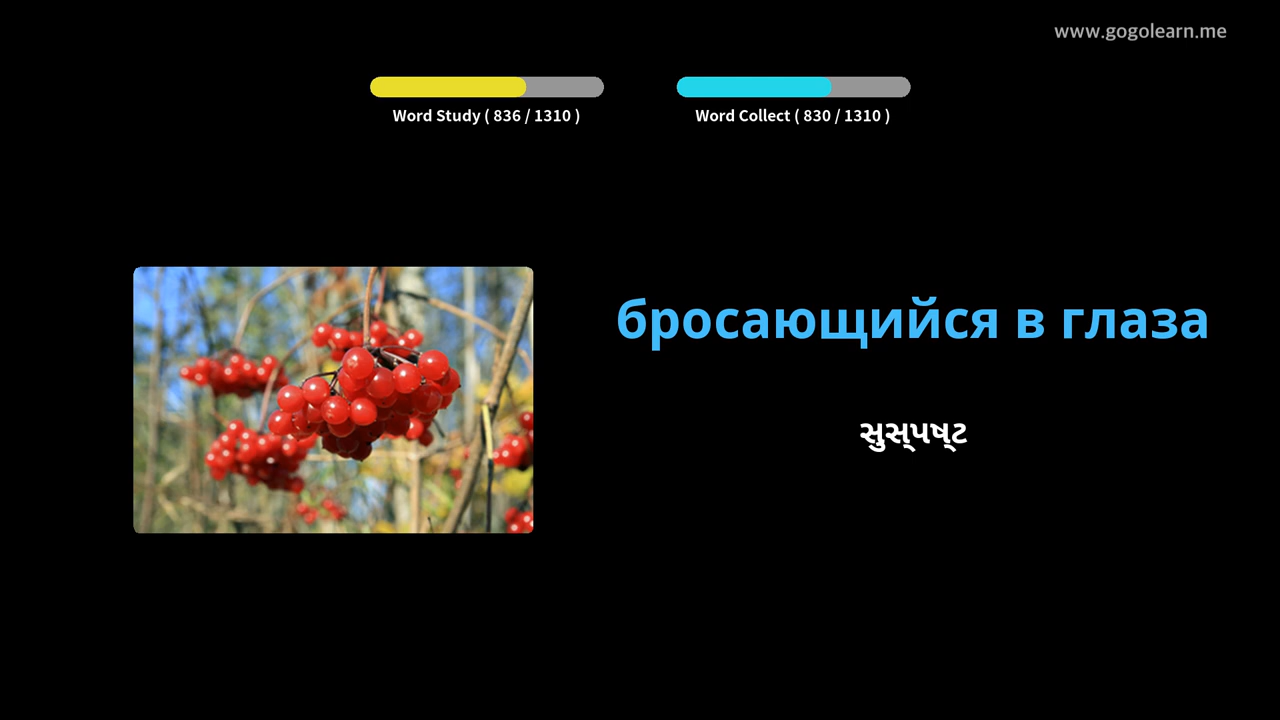 www.gogolearn.me
Word Study ( 836 / 1310 )
Word Collect ( 830 / 1310 )
бросающийся в глаза
સુસ્પષ્ટ